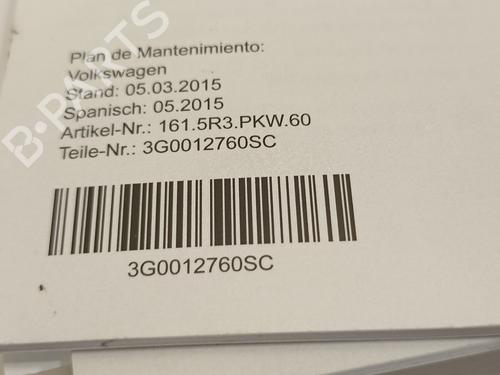 Plan de Mantenimiento:
Volkswagen
Stand: 05.03.2015
Spanisch: 05.2015
Artikel-Nr.: 161.5R3.PKW.60
Teile-Nr.: 3G0012760SC
3G0012760SC
B-PARTS